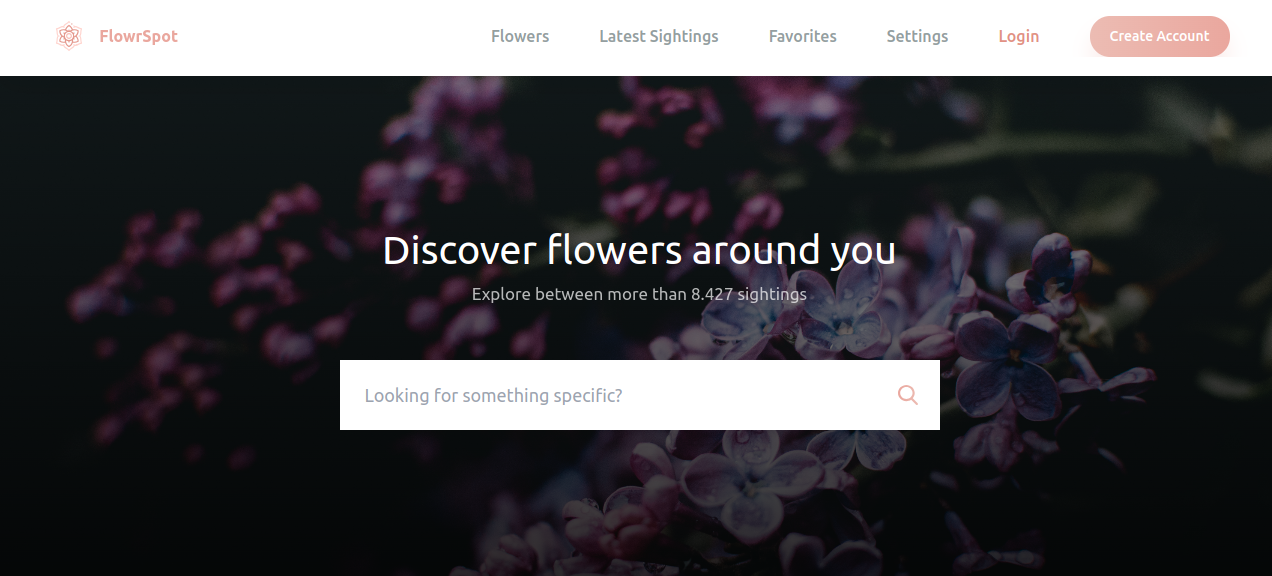 FlowrSpot
Flowers Latest Sightings Favorites Settings Login Create Account
Discover flowers around you
Explore between more than 8.427 sightings
Looking for something specific?